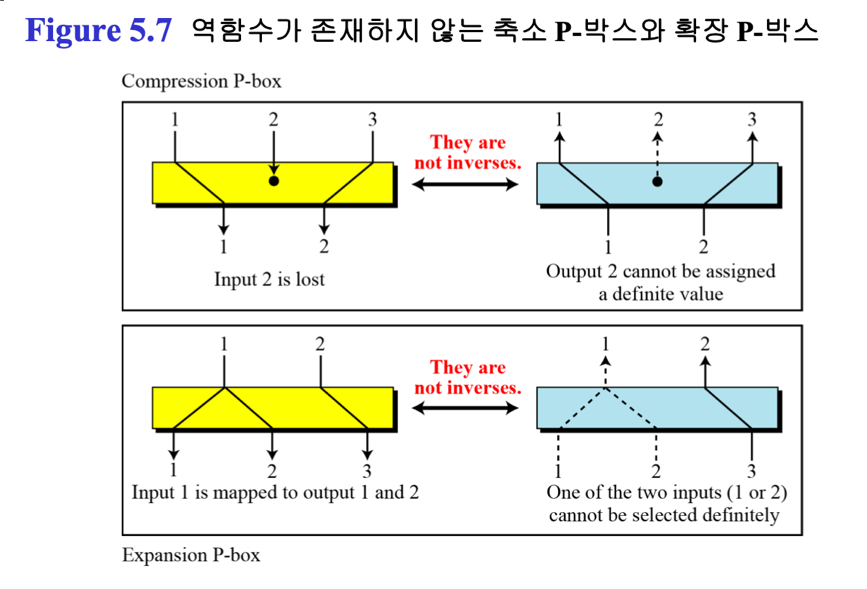 Figure 5.7 역함수가 존재하지 않는 축소 P-박스와 확장 P-박스
Compression P-box
1 2 3
They are
not inverses.
1 2 3
1 2
1 2
Input 2 is lost
Output 2 cannot be assigned
a definite value
1 2
They are
not inverses.
1 2
1 2 3
1 2 3
Input 1 is mapped to output 1 and 2
One of the two inputs (1 or 2)
cannot be selected definitely
Expansion P-box